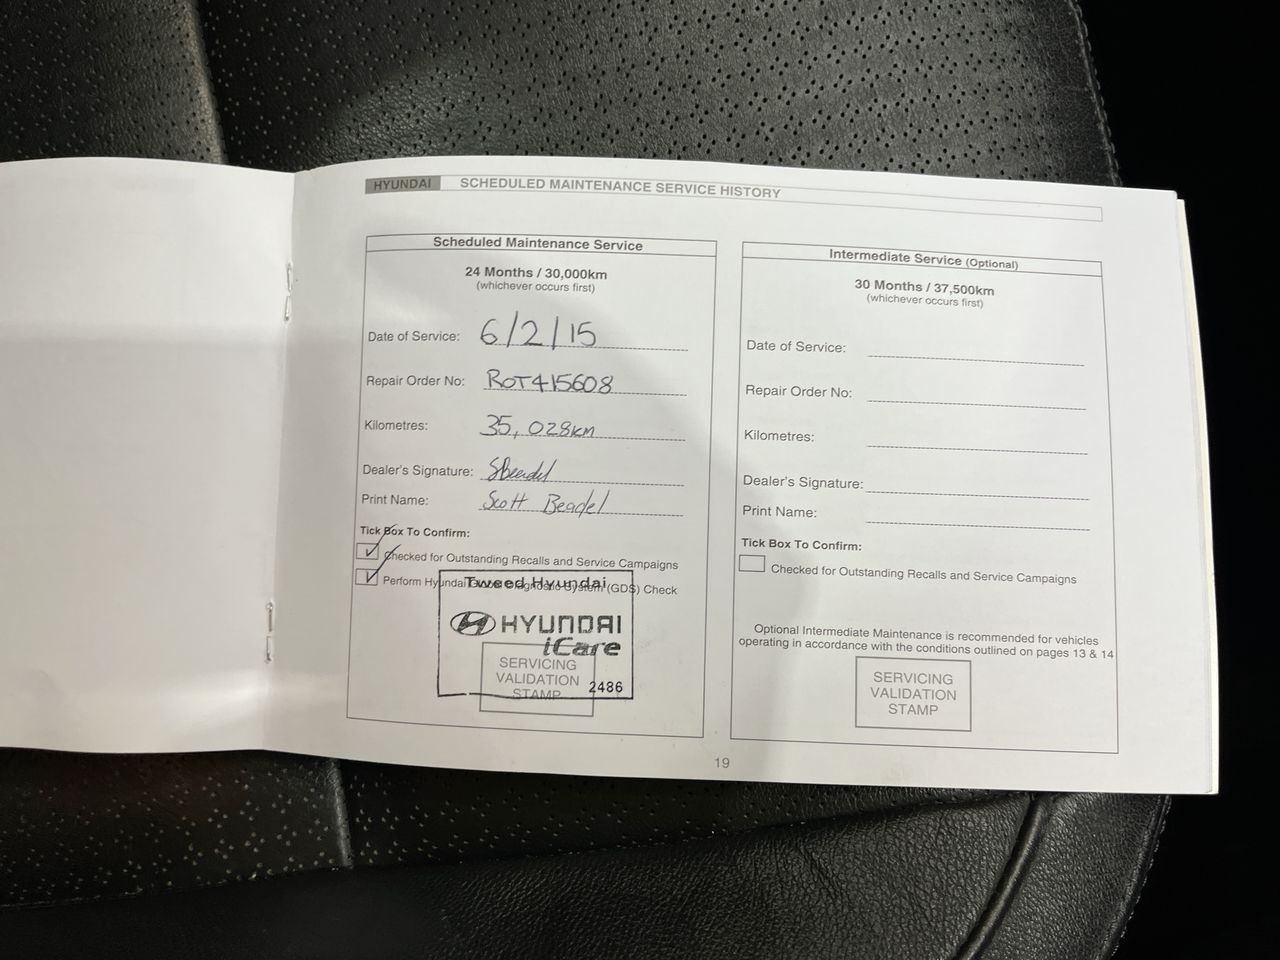 HYUNDAI SCHEDULED MAINTENANCE SERVICE HISTORY
Scheduled Maintenance Service
24 Months / 30,000km
(whichever occurs first)
Date of Service: 6/2/15
Repair Order No: ROT415608
Kilometres: 35,028km
Dealer's Signature: SBeadel
Print Name: Scott Beadel
Tick Box To Confirm:
Checked for Outstanding Recalls and Service Campaigns
Perform Hyundai Diagnostic System (GDS) Check
Tweed Hyundai
HYUNDAI
iCare
SERVICING
VALIDATION
STAMP
2486
Intermediate Service (Optional)
30 Months / 37,500km
(whichever occurs first)
Date of Service:
Repair Order No:
Kilometres:
Dealer's Signature:
Print Name:
Tick Box To Confirm:
Checked for Outstanding Recalls and Service Campaigns
Optional Intermediate Maintenance is recommended for vehicles
operating in accordance with the conditions outlined on pages 13 & 14
SERVICING
VALIDATION
STAMP
19